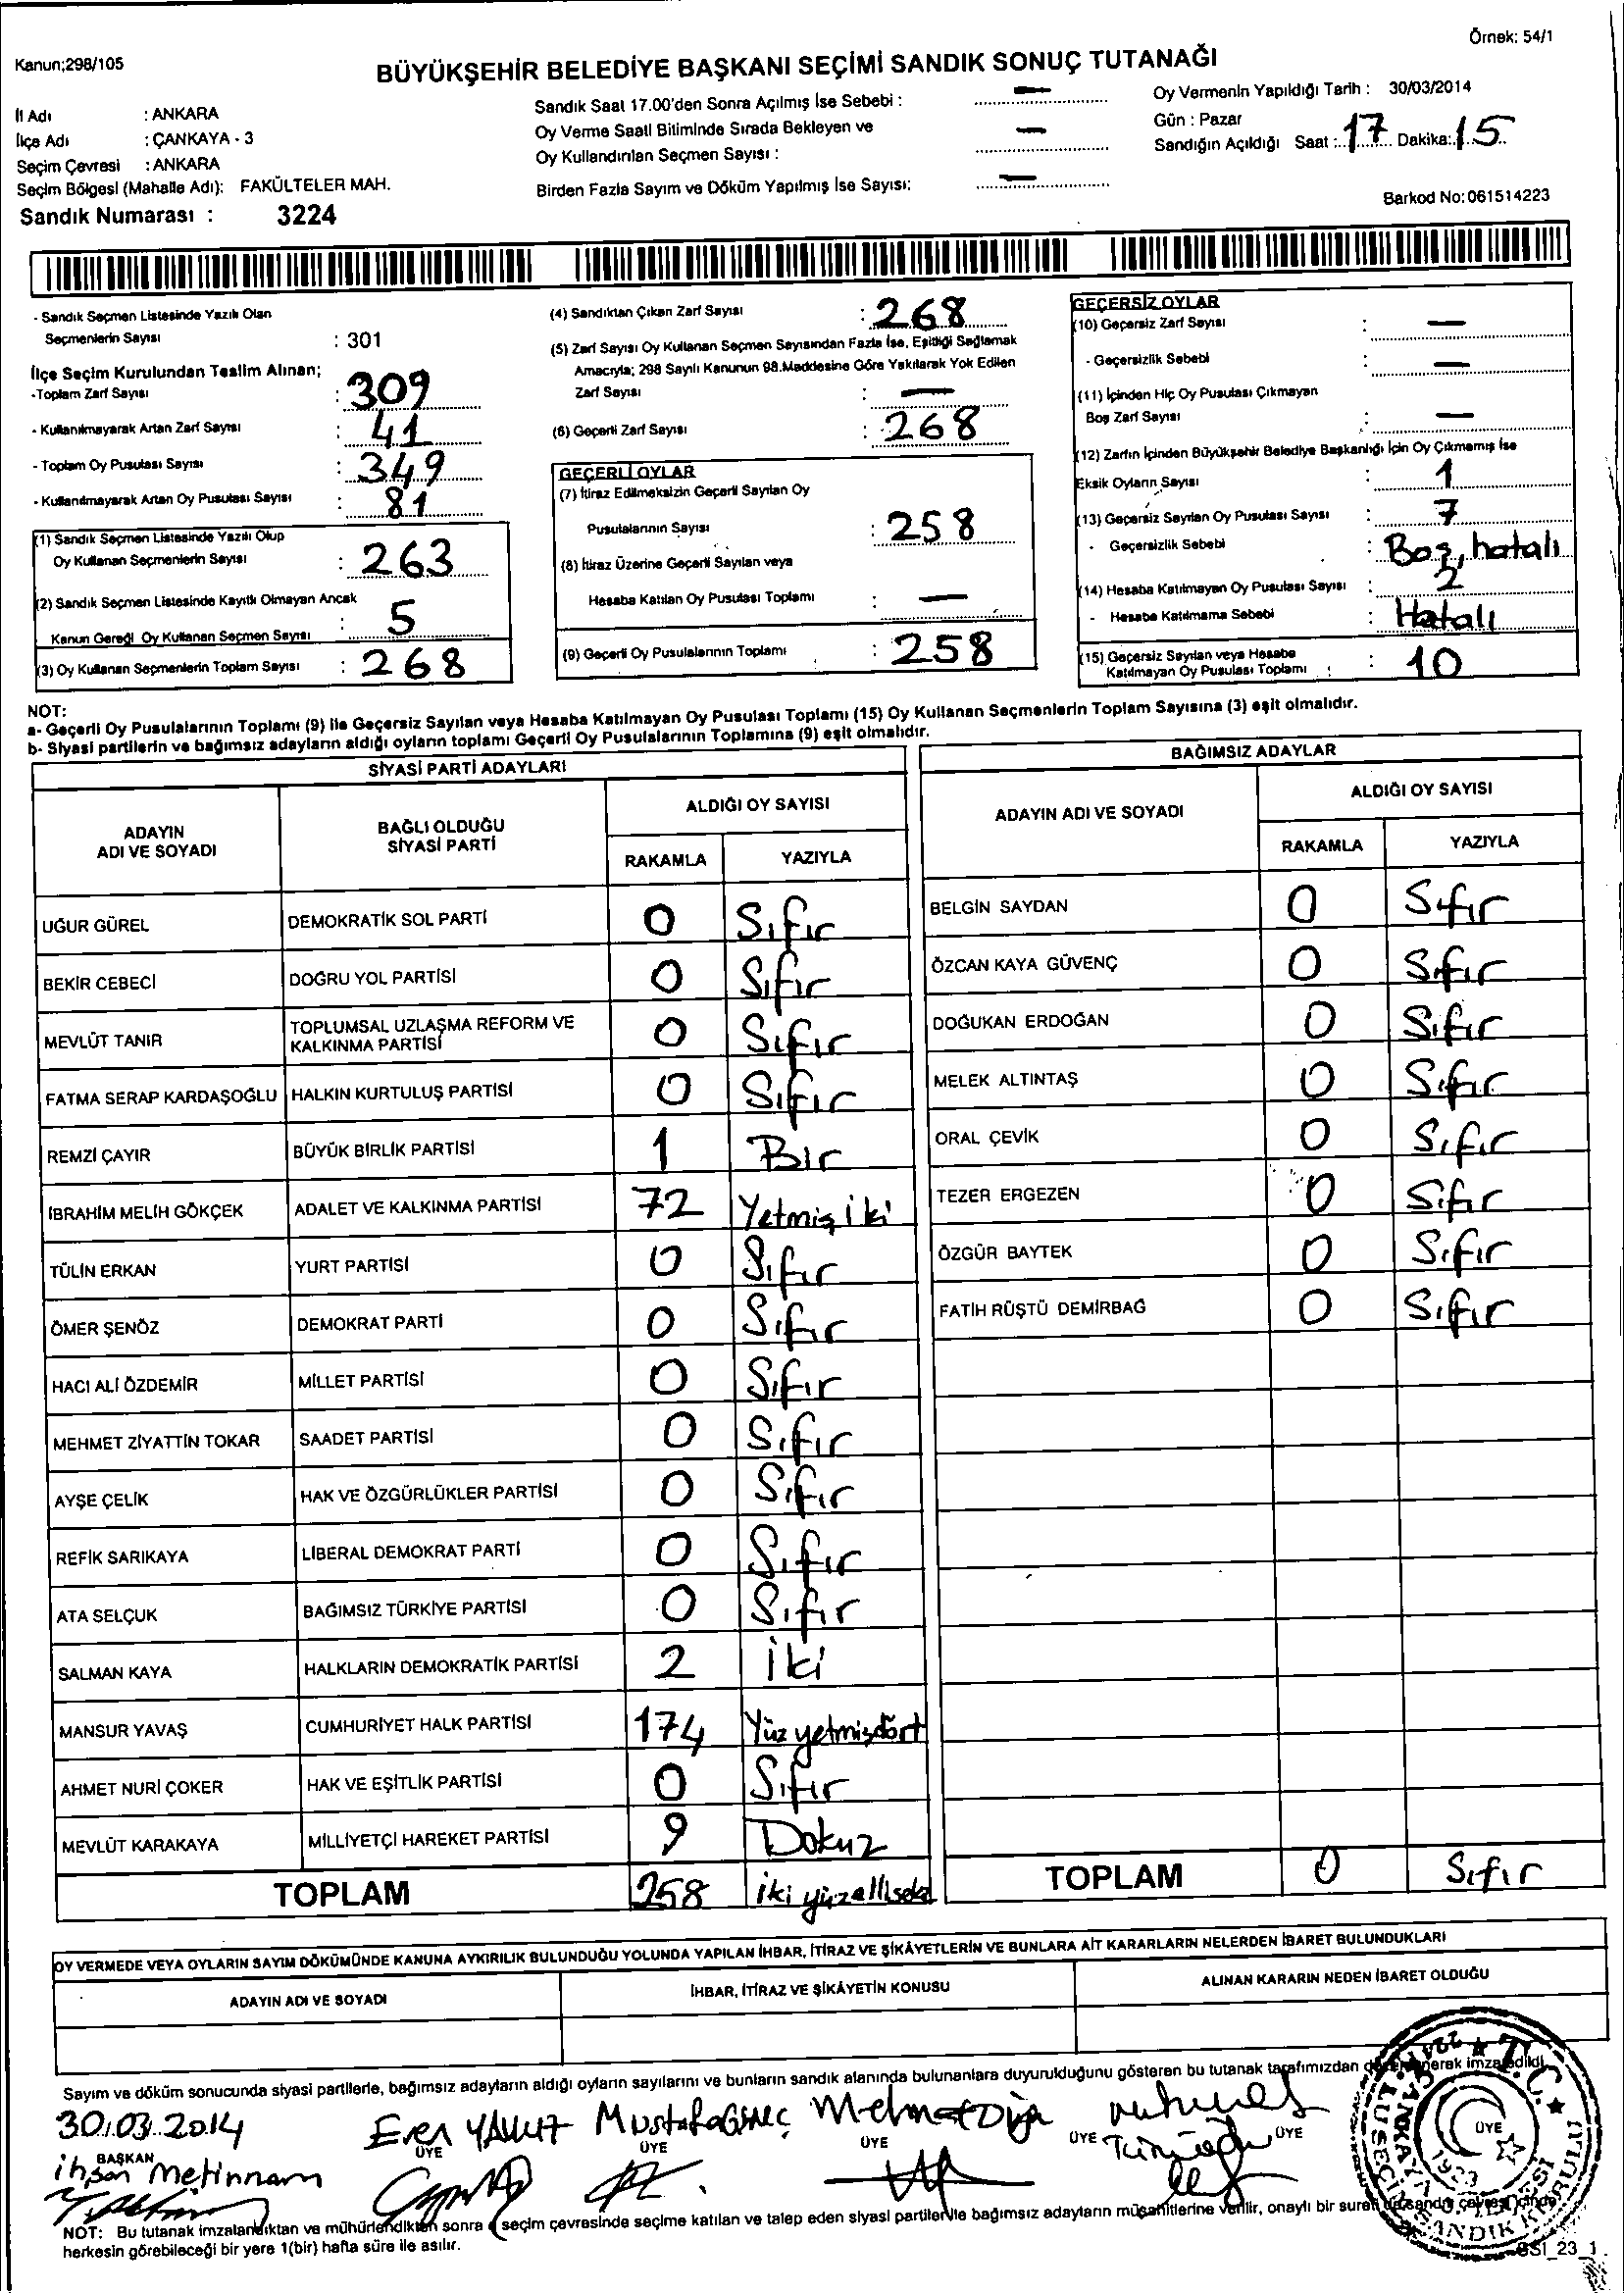 Örnek: 54/1
Kanun;298/105
BÜYÜKŞEHİR BELEDİYE BAŞKANI SEÇİMİ SANDIK SONUÇ TUTANAĞI
İl Adı : ANKARA
İlçe Adı : ÇANKAYA - 3
Seçim Çevresi : ANKARA
Seçim Bölgesi (Mahalle Adı): FAKÜLTELER MAH.
Sandık Numarası : 3224
Sandık Saat 17.00'den Sonra Açılmış İse Sebebi : —
Oy Verme Saati Bitiminde Sırada Bekleyen ve
Oy Kullandırılan Seçmen Sayısı : —
Birden Fazla Sayım ve Döküm Yapılmış İse Sayısı: —
Oy Vermenin Yapıldığı Tarih : 30/03/2014
Gün : Pazar
Sandığın Açıldığı Saat : 17 Dakika: 15
Barkod No: 061514223
- Sandık Seçmen Listesinde Yazılı Olan
Seçmenlerin Sayısı : 301
İlçe Seçim Kurulundan Teslim Alınan;
-Toplam Zarf Sayısı : 309
- Kullanılmayarak Artan Zarf Sayısı : 41
- Toplam Oy Pusulası Sayısı : 349
- Kullanılmayarak Artan Oy Pusulası Sayısı : 81
(1) Sandık Seçmen Listesinde Yazılı Olup
Oy Kullanan Seçmenlerin Sayısı : 263
(2) Sandık Seçmen Listesinde Kayıtlı Olmayan Ancak
Kanun Gereği Oy Kullanan Seçmen Sayısı : 5
(3) Oy Kullanan Seçmenlerin Toplam Sayısı : 268
(4) Sandıktan Çıkan Zarf Sayısı : 268
(5) Zarf Sayısı Oy Kullanan Seçmen Sayısından Fazla İse, Eşitliği Sağlamak
Amacıyla; 298 Sayılı Kanunun 98.Maddesine Göre Yakılarak Yok Edilen
Zarf Sayısı : —
(6) Geçerli Zarf Sayısı : 268
GEÇERLİ OYLAR
(7) İtiraz Edilmeksizin Geçerli Sayılan Oy
Pusulalarının Sayısı : 258
(8) İtiraz Üzerine Geçerli Sayılan veya
Hesaba Katılan Oy Pusulası Toplamı : —
(9) Geçerli Oy Pusulalarının Toplamı : 258
GEÇERSİZ OYLAR
(10) Geçersiz Zarf Sayısı : —
- Geçersizlik Sebebi : —
(11) İçinden Hiç Oy Pusulası Çıkmayan
Boş Zarf Sayısı : —
(12) Zarfın İçinden Büyükşehir Belediye Başkanlığı İçin Oy Çıkmamış İse
Eksik Oyların Sayısı : 1
(13) Geçersiz Sayılan Oy Pusulası Sayısı : 7
- Geçersizlik Sebebi : Boş, hatalı
(14) Hesaba Katılmayan Oy Pusulası Sayısı : 2
- Hesaba Katılmama Sebebi : Hatalı
(15) Geçersiz Sayılan veya Hesaba
Katılmayan Oy Pusulası Toplamı : 10
NOT:
a- Geçerli Oy Pusulalarının Toplamı (9) ile Geçersiz Sayılan veya Hesaba Katılmayan Oy Pusulası Toplamı (15) Oy Kullanan Seçmenlerin Toplam Sayısına (3) eşit olmalıdır.
b- Siyasi partilerin ve bağımsız adayların aldığı oyların toplamı Geçerli Oy Pusulalarının Toplamına (9) eşit olmalıdır.
SİYASİ PARTİ ADAYLARI
ADAYIN ADI VE SOYADI BAĞLI OLDUĞU SİYASİ PARTİ ALDIĞI OY SAYISI
RAKAMLA YAZIYLA
UĞUR GÜREL DEMOKRATİK SOL PARTİ 0 Sıfır
BEKİR CEBECİ DOĞRU YOL PARTİSİ 0 Sıfır
MEVLÜT TANIR TOPLUMSAL UZLAŞMA REFORM VE KALKINMA PARTİSİ 0 Sıfır
FATMA SERAP KARDAŞOĞLU HALKIN KURTULUŞ PARTİSİ 0 Sıfır
REMZİ ÇAYIR BÜYÜK BİRLİK PARTİSİ 1 Bir
İBRAHİM MELİH GÖKÇEK ADALET VE KALKINMA PARTİSİ 72 Yetmiş iki
TÜLİN ERKAN YURT PARTİSİ 0 Sıfır
ÖMER ŞENÖZ DEMOKRAT PARTİ 0 Sıfır
HACI ALİ ÖZDEMİR MİLLET PARTİSİ 0 Sıfır
MEHMET ZİYATTİN TOKAR SAADET PARTİSİ 0 Sıfır
AYŞE ÇELİK HAK VE ÖZGÜRLÜKLER PARTİSİ 0 Sıfır
REFİK SARIKAYA LİBERAL DEMOKRAT PARTİ 0 Sıfır
ATA SELÇUK BAĞIMSIZ TÜRKİYE PARTİSİ 0 Sıfır
SALMAN KAYA HALKLARIN DEMOKRATİK PARTİSİ 2 İki
MANSUR YAVAŞ CUMHURİYET HALK PARTİSİ 174 Yüz yetmişdört
AHMET NURİ ÇOKER HAK VE EŞİTLİK PARTİSİ 0 Sıfır
MEVLÜT KARAKAYA MİLLİYETÇİ HAREKET PARTİSİ 9 Dokuz
TOPLAM 258 iki yüzellisekiz
BAĞIMSIZ ADAYLAR
ADAYIN ADI VE SOYADI ALDIĞI OY SAYISI
RAKAMLA YAZIYLA
BELGİN SAYDAN 0 Sıfır
ÖZCAN KAYA GÜVENÇ 0 Sıfır
DOĞUKAN ERDOĞAN 0 Sıfır
MELEK ALTINTAŞ 0 Sıfır
ORAL ÇEVİK 0 Sıfır
TEZER ERGEZEN 0 Sıfır
ÖZGÜR BAYTEK 0 Sıfır
FATİH RÜŞTÜ DEMİRBAĞ 0 Sıfır
TOPLAM 0 Sıfır
OY VERMEDE VEYA OYLARIN SAYIM DÖKÜMÜNDE KANUNA AYKIRILIK BULUNDUĞU YOLUNDA YAPILAN İHBAR, İTİRAZ VE ŞİKÂYETLERİN VE BUNLARA AİT KARARLARIN NELERDEN İBARET BULUNDUKLARI
ADAYIN ADI VE SOYADI İHBAR, İTİRAZ VE ŞİKÂYETİN KONUSU ALINAN KARARIN NEDEN İBARET OLDUĞU
Sayım ve döküm sonucunda siyasi partilerle, bağımsız adayların aldığı oyların sayılarını ve bunların sandık alanında bulunanlara duyurulduğunu gösteren bu tutanak tarafımızdan imzaedildi
30.03.2014
BAŞKAN ÜYE ÜYE ÜYE ÜYE ÜYE ÜYE
T.C. ÇANKAYA 1923
NOT: Bu tutanak imzalandıktan ve mühürlendikten sonra seçim çevresinde seçime katılan ve talep eden siyasi partilerle bağımsız adayların müşahitlerine verilir, onaylı bir sureti de sandık çevresi içinde
herkesin görebileceği bir yere 1(bir) hafta süre ile asılır.
SSI_23_1